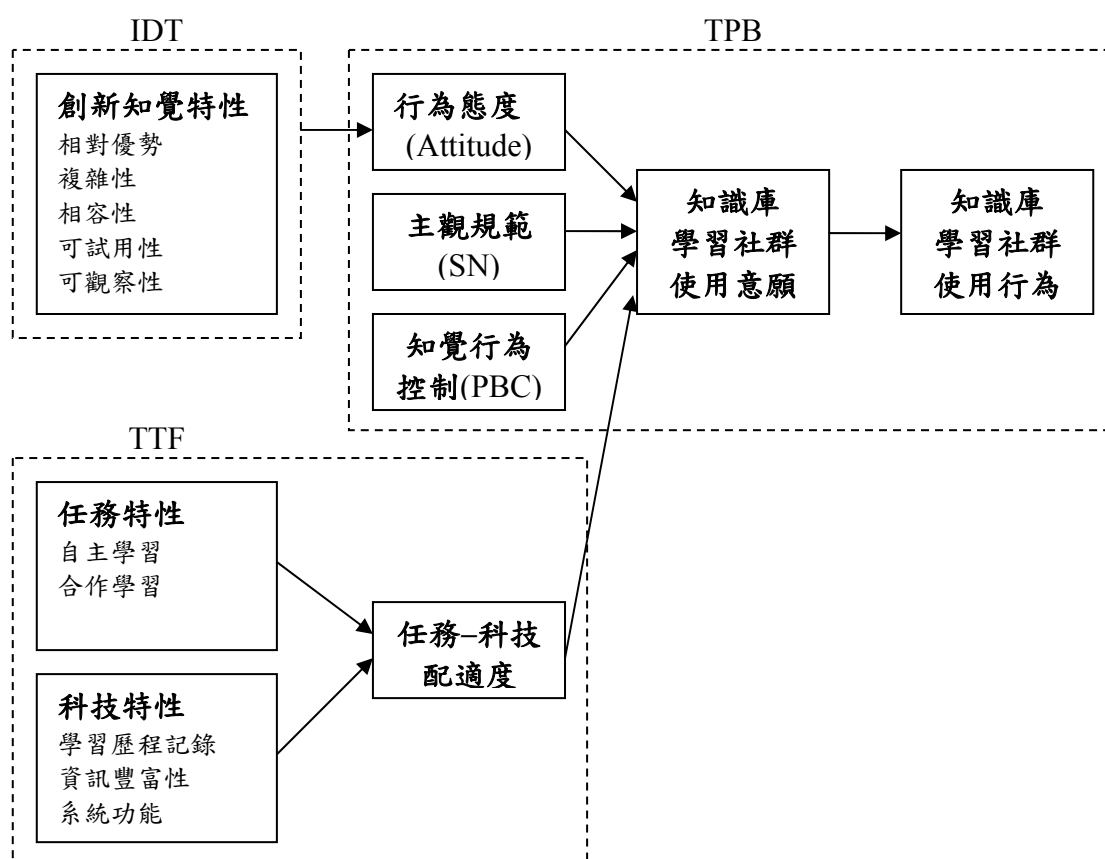 IDT
創新知覺特性
相對優勢
複雜性
相容性
可試用性
可觀察性
TPB
行為態度
(Attitude)
主觀規範
(SN)
知覺行為
控制(PBC)
知識庫
學習社群
使用意願
知識庫
學習社群
使用行為
TTF
任務特性
自主學習
合作學習
科技特性
學習歷程記錄
資訊豐富性
系統功能
任務–科技
配適度